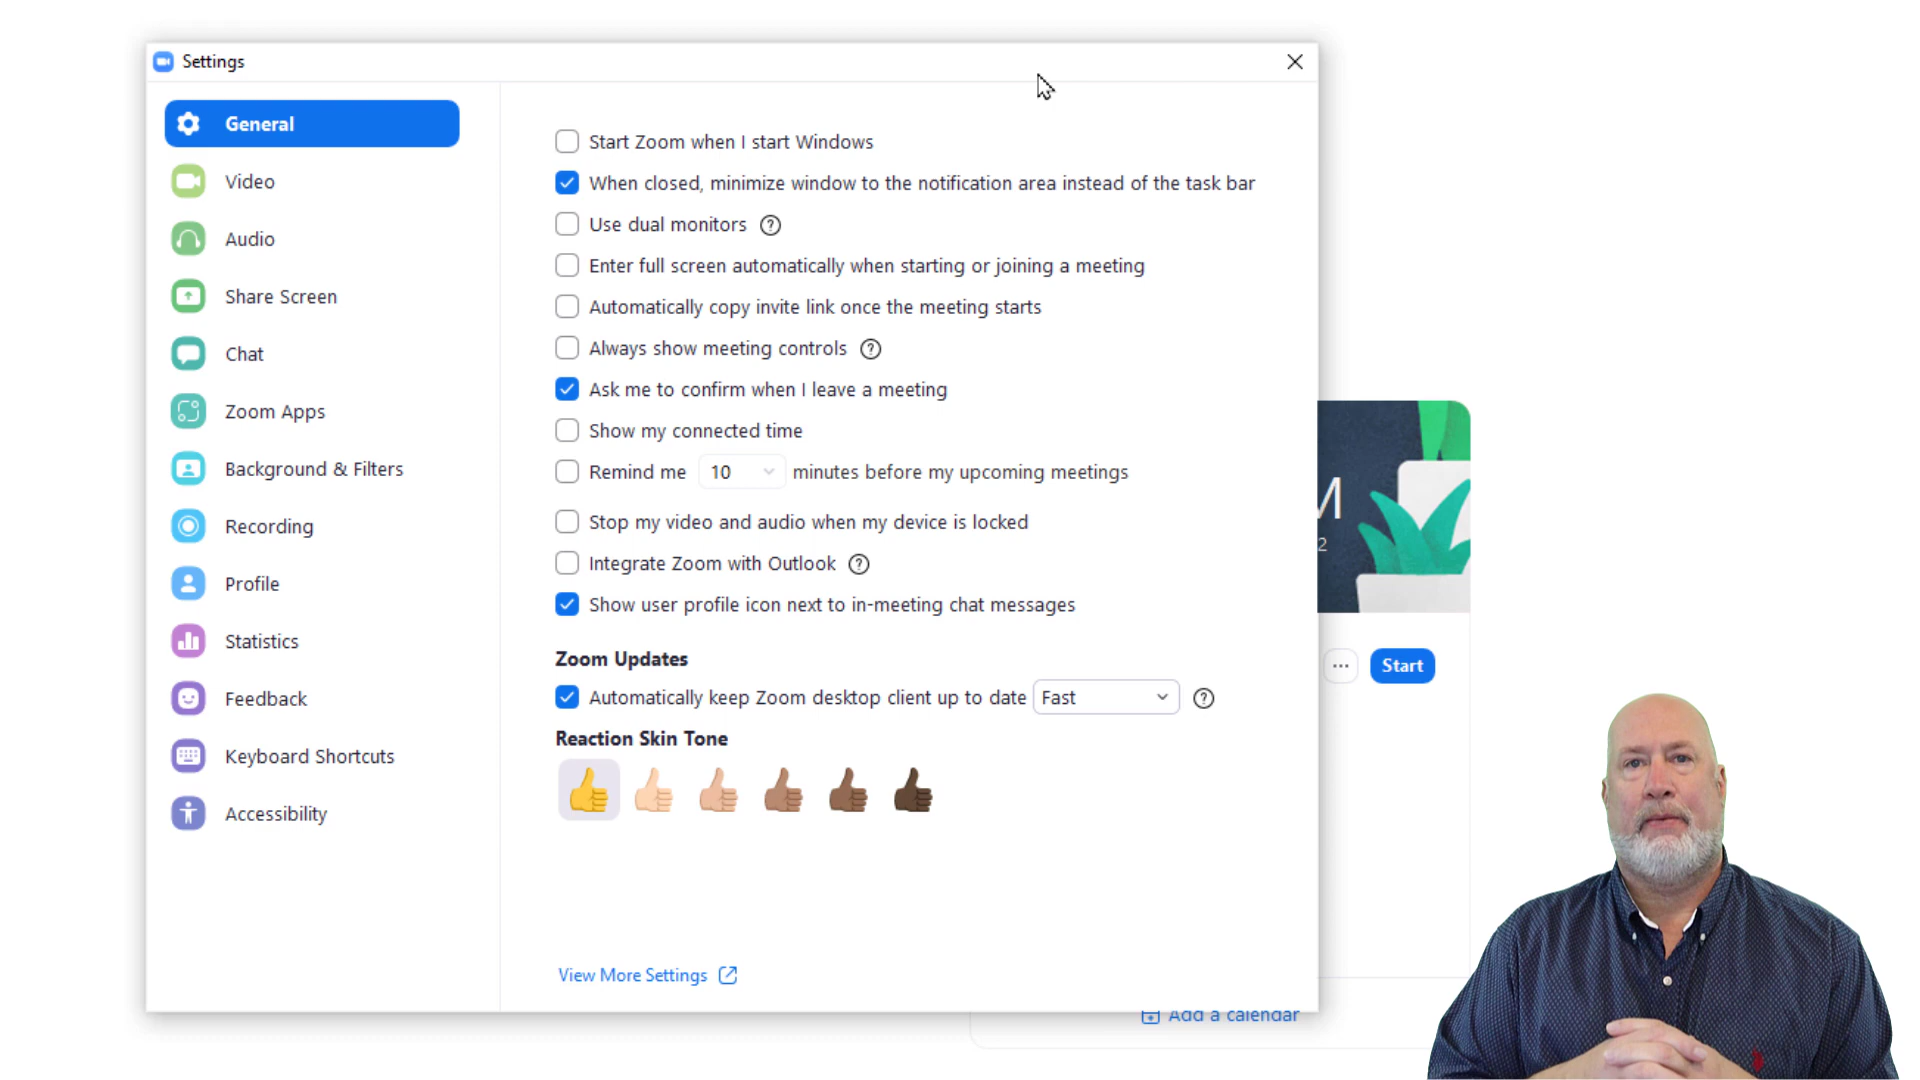 Settings
General
Video
Audio
Share Screen
Chat
Zoom Apps
Background & Filters
Recording
Profile
Statistics
Feedback
Keyboard Shortcuts
Accessibility
Start Zoom when I start Windows
When closed, minimize window to the notification area instead of the task bar
Use dual monitors ?
Enter full screen automatically when starting or joining a meeting
Automatically copy invite link once the meeting starts
Always show meeting controls ?
Ask me to confirm when I leave a meeting
Show my connected time
Remind me 10 minutes before my upcoming meetings
Stop my video and audio when my device is locked
Integrate Zoom with Outlook ?
Show user profile icon next to in-meeting chat messages
Zoom Updates
Automatically keep Zoom desktop client up to date Fast ?
Reaction Skin Tone
View More Settings
M
2
... Start
Add a calendar